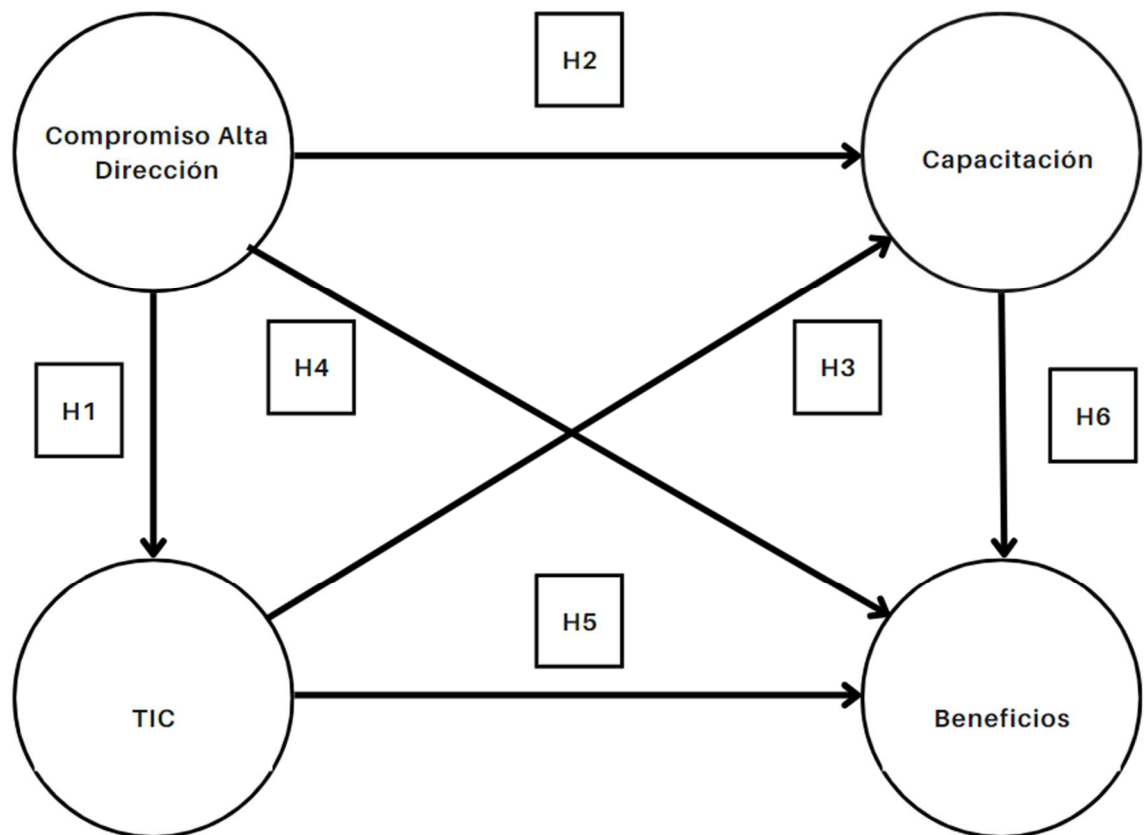 H2
Compromiso Alta
Dirección
Capacitación
H4
H3
H1
H6
H5
TIC
Beneficios